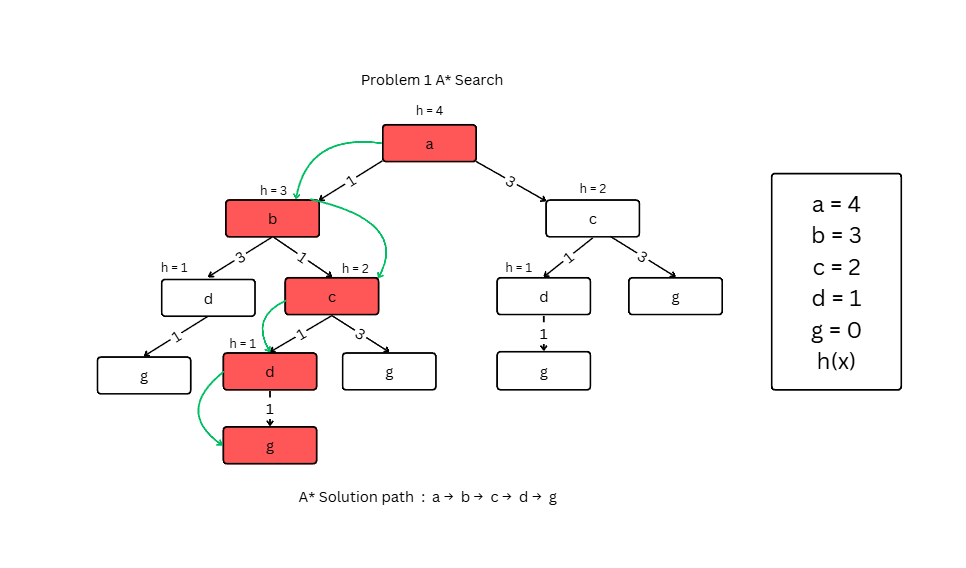 Problem 1 A* Search
h = 4
a
1
3
h = 3
b
h = 2
c
3
1
1
3
h = 1
d
h = 2
c
h = 1
d
g
1
1
3
1
g
h = 1
d
g
g
1
g
A* Solution path : a→ b→ c→ d→ g
a = 4
b = 3
c = 2
d = 1
g = 0
h(x)